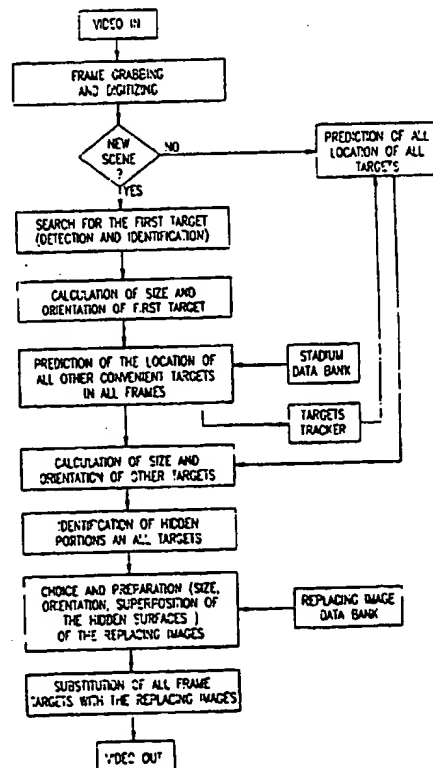 VIDEO IN
FRAME GRABBING
AND DIGITIZING
NEW
SCENE
?
NO
YES
PREDICTION OF ALL
LOCATION OF ALL
TARGETS
SEARCH FOR THE FIRST TARGET
(DETECTION AND IDENTIFICATION)
CALCULATION OF SIZE AND
ORIENTATION OF FIRST TARGET
PREDICTION OF THE LOCATION OF
ALL OTHER CONVENIENT TARGETS
IN ALL FRAMES
STADIUM
DATA BANK
TARGETS
TRACKER
CALCULATION OF SIZE AND
ORIENTATION OF OTHER TARGETS
IDENTIFICATION OF HIDDEN
PORTIONS AN ALL TARGETS
CHOICE AND PREPARATION (SIZE,
ORIENTATION, SUPERPOSITION OF
THE HIDDEN SURFACES )
OF THE REPLACING IMAGES
REPLACING IMAGE
DATA BANK
SUBSTITUTION OF ALL FRAME
TARGETS WITH THE REPLACING IMAGES
VIDEO OUT